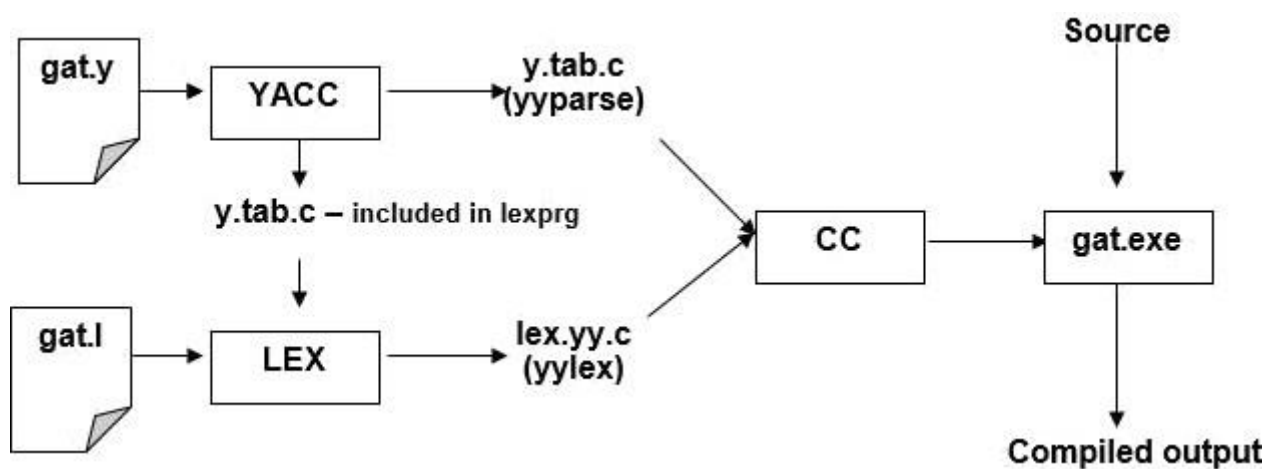 Source
gat.y
YACC
y.tab.c
(yyparse)
y.tab.c – included in lexprg
CC
gat.exe
gat.l
LEX
lex.yy.c
(yylex)
Compiled output